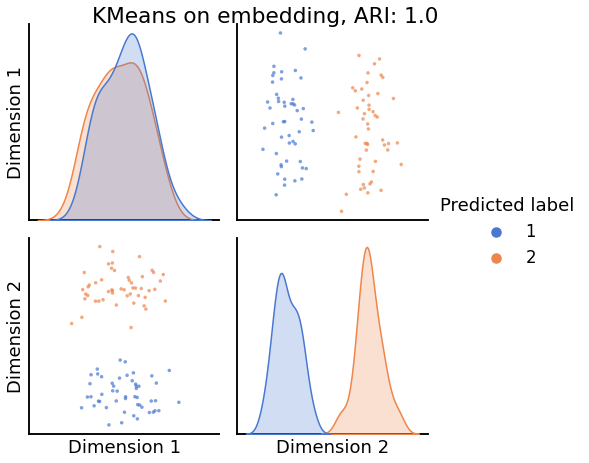 KMeans on embedding, ARI: 1.0
Dimension 1
Predicted label
1
2
Dimension 2
Dimension 1
Dimension 2